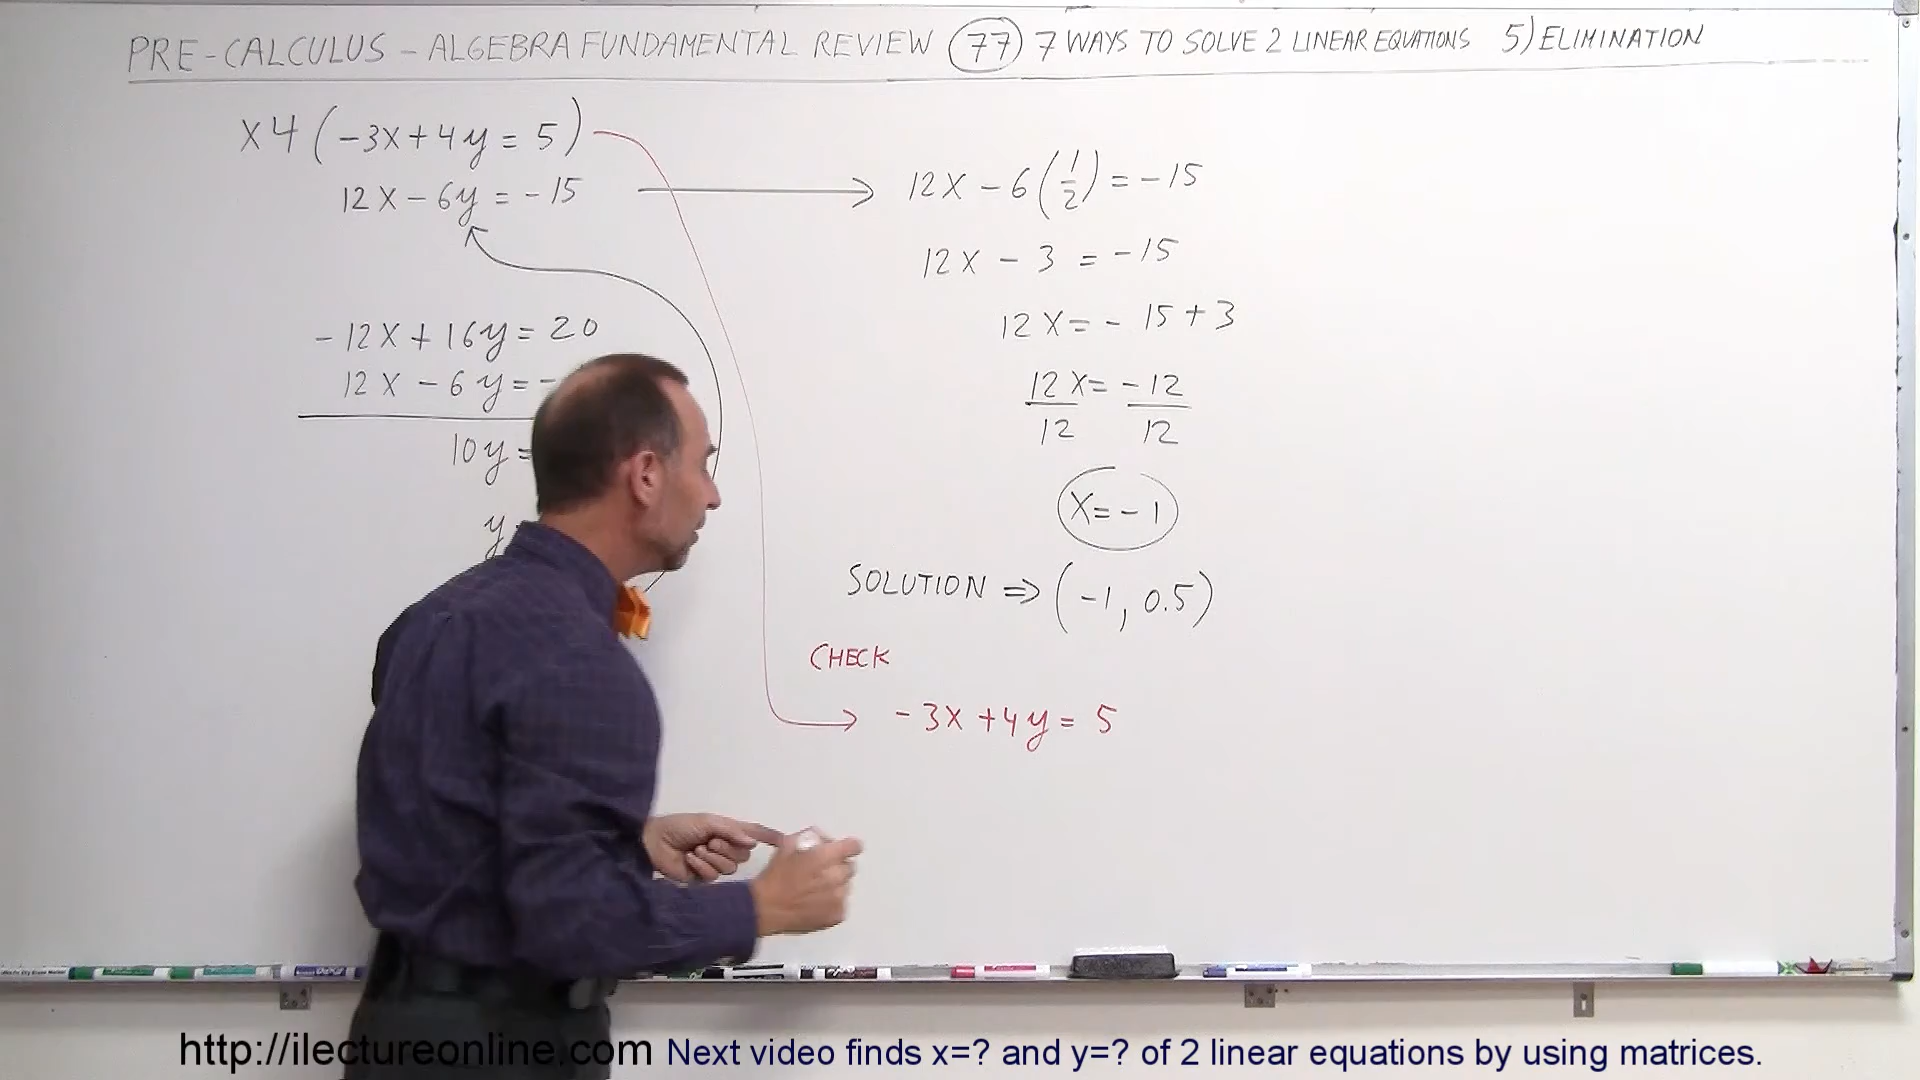 PRE-CALCULUS - ALGEBRA FUNDAMENTAL REVIEW 77 7 WAYS TO SOLVE 2 LINEAR EQUATIONS 5) ELIMINATION
X4 (-3X+4y = 5)
12X - 6y = -15
-12X + 16y = 20
12X - 6y = -
10y =
y
12X - 6(1/2) = -15
12X - 3 = -15
12X = - 15 + 3
12X = -12
12 12
X = -1
SOLUTION ⇒ (-1, 0.5)
CHECK
-3X + 4y = 5
http://ilectureonline.com Next video finds x=? and y=? of 2 linear equations by using matrices.